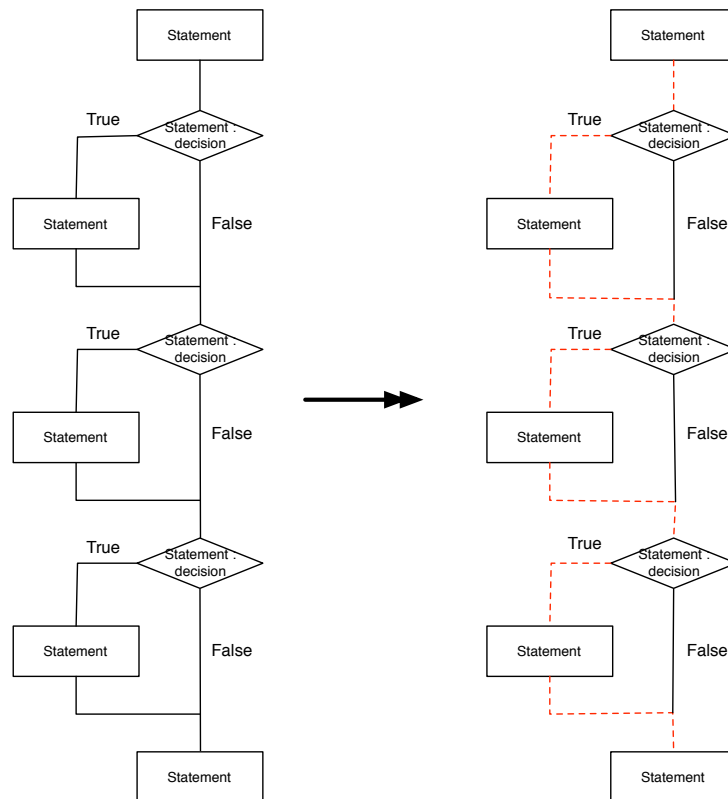 Statement
True
Statement :
decision
Statement
False
True
Statement :
decision
Statement
False
True
Statement :
decision
Statement
False
Statement
Statement
True
Statement :
decision
Statement
False
True
Statement :
decision
Statement
False
True
Statement :
decision
Statement
False
Statement